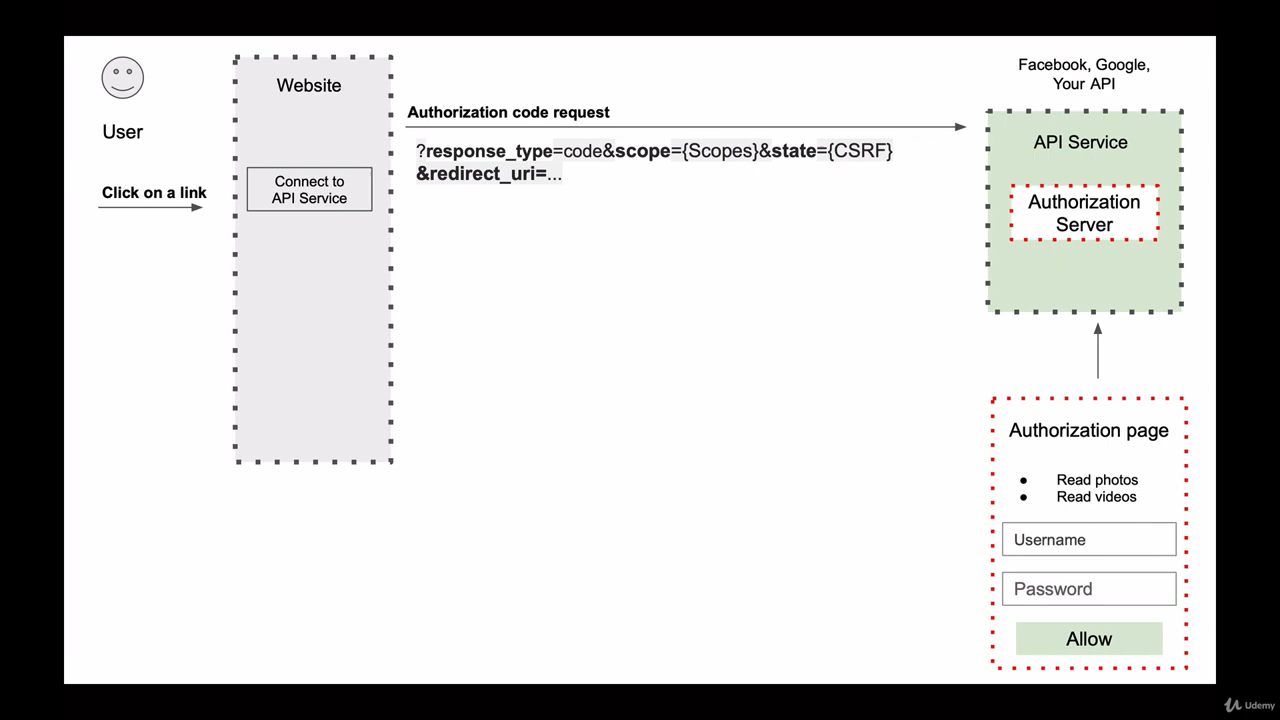 User
Click on a link
Website
Connect to
API Service
Authorization code request
?response_type=code&scope={Scopes}&state={CSRF}
&redirect_uri=...
Facebook, Google,
Your API
API Service
Authorization
Server
Authorization page
● Read photos
● Read videos
Username
Password
Allow
Udemy